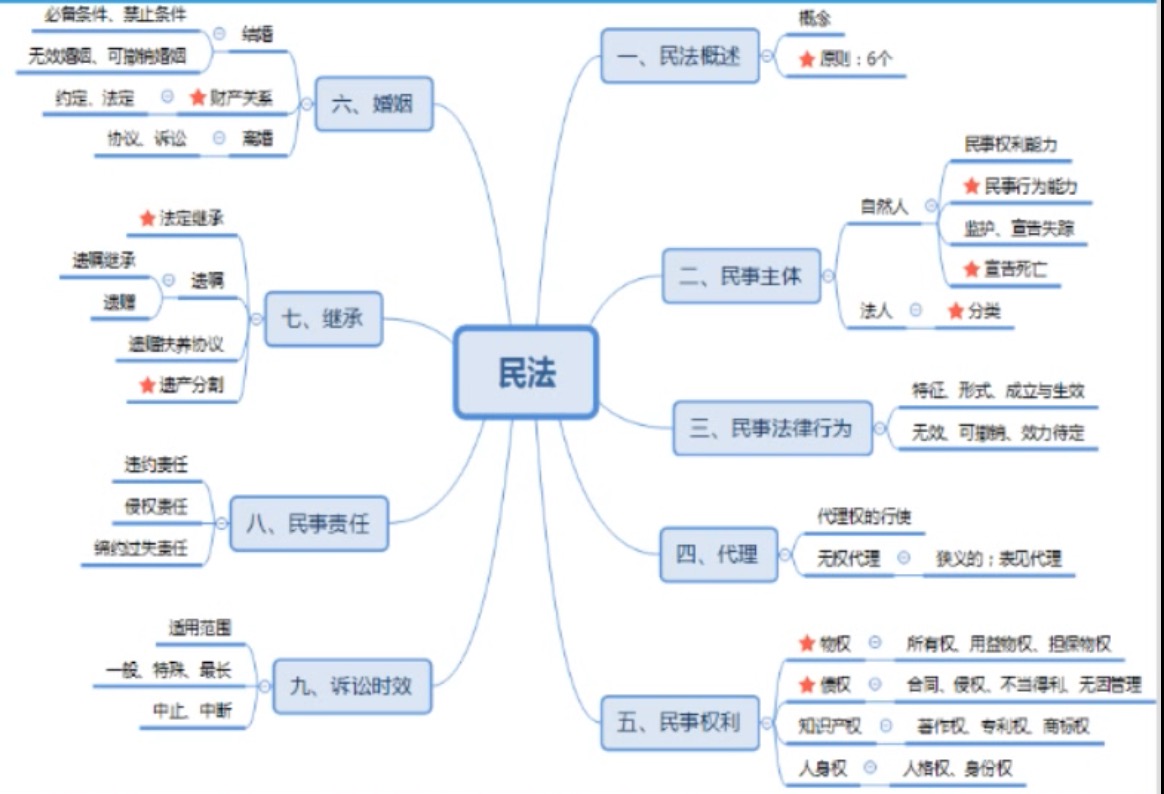 民法
一、民法概述
概念
原则：6个
二、民事主体
自然人
民事权利能力
民事行为能力
监护、宣告失踪
宣告死亡
法人
分类
三、民事法律行为
特征、形式、成立与生效
无效、可撤销、效力待定
四、代理
代理权的行使
无权代理
狭义的；表见代理
五、民事权利
物权
所有权、用益物权、担保物权
债权
合同、侵权、不当得利、无因管理
知识产权
著作权、专利权、商标权
人身权
人格权、身份权
六、婚姻
结婚
必备条件、禁止条件
无效婚姻、可撤销婚姻
财产关系
约定、法定
离婚
协议、诉讼
七、继承
法定继承
遗嘱
遗嘱继承
遗赠
遗赠扶养协议
遗产分割
八、民事责任
违约责任
侵权责任
缔约过失责任
九、诉讼时效
适用范围
一般、特殊、最长
中止、中断